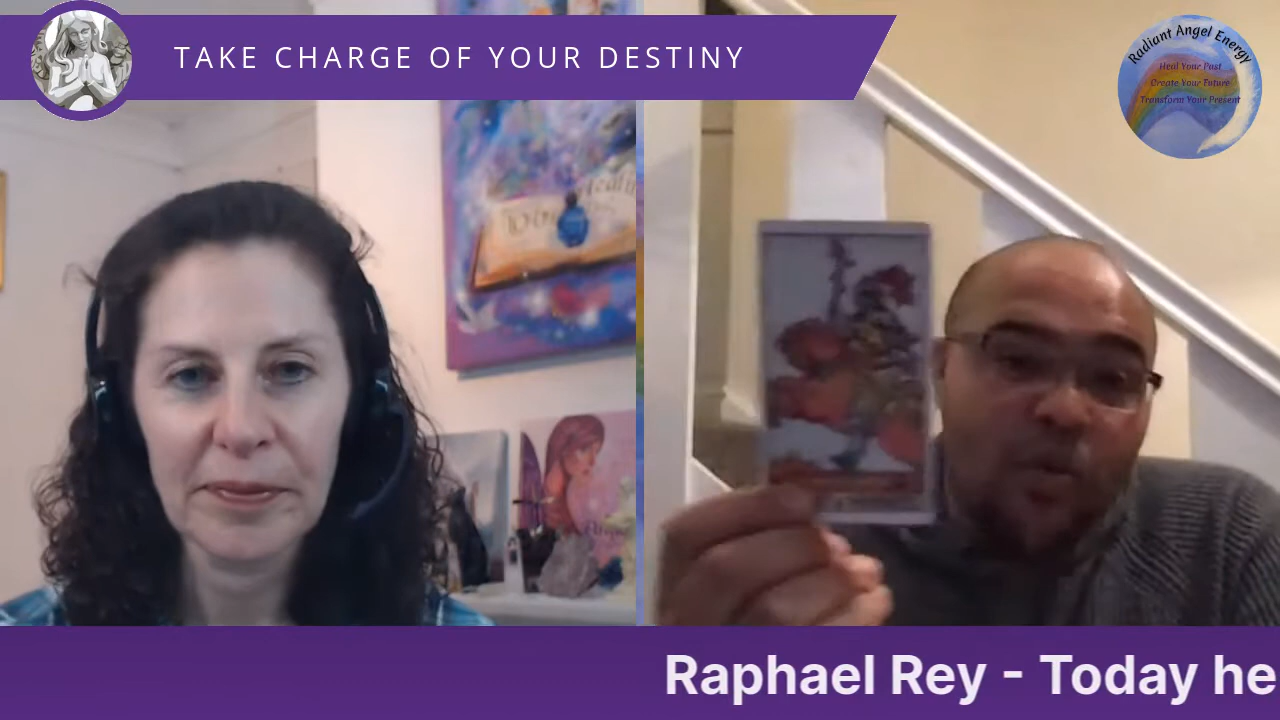 TAKE CHARGE OF YOUR DESTINY
Radiant Angel Energy
Heal Your Past
Create Your Future
Transform Your Present
Raphael Rey - Today he